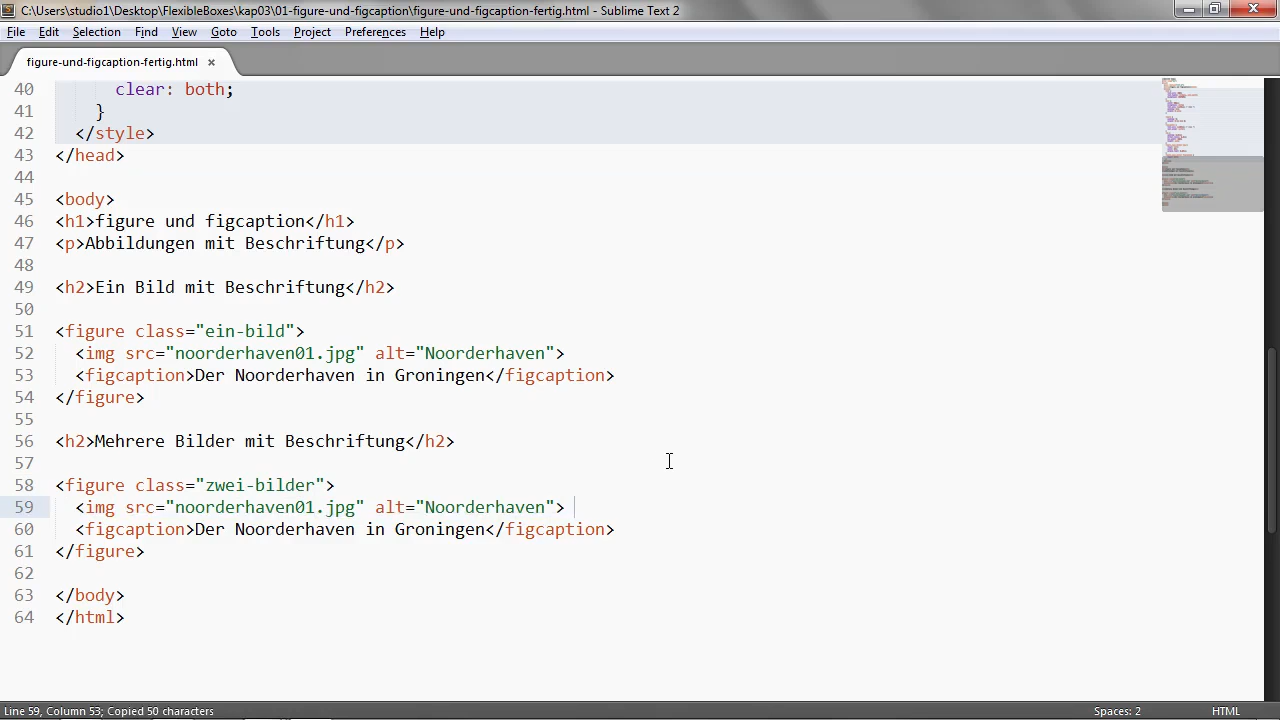 C:\Users\studio1\Desktop\FlexibleBoxes\kap03\01-figure-und-figcaption\figure-und-figcaption-fertig.html - Sublime Text 2
File Edit Selection Find View Goto Tools Project Preferences Help
figure-und-figcaption-fertig.html ×
40 clear: both;
41 }
42 </style>
43 </head>
44
45 <body>
46 <h1>figure und figcaption</h1>
47 <p>Abbildungen mit Beschriftung</p>
48
49 <h2>Ein Bild mit Beschriftung</h2>
50
51 <figure class="ein-bild">
52 <img src="noorderhaven01.jpg" alt="Noorderhaven">
53 <figcaption>Der Noorderhaven in Groningen</figcaption>
54 </figure>
55
56 <h2>Mehrere Bilder mit Beschriftung</h2>
57
58 <figure class="zwei-bilder">
59 <img src="noorderhaven01.jpg" alt="Noorderhaven">
60 <figcaption>Der Noorderhaven in Groningen</figcaption>
61 </figure>
62
63 </body>
64 </html>
Line 59, Column 53; Copied 50 characters Spaces: 2 HTML